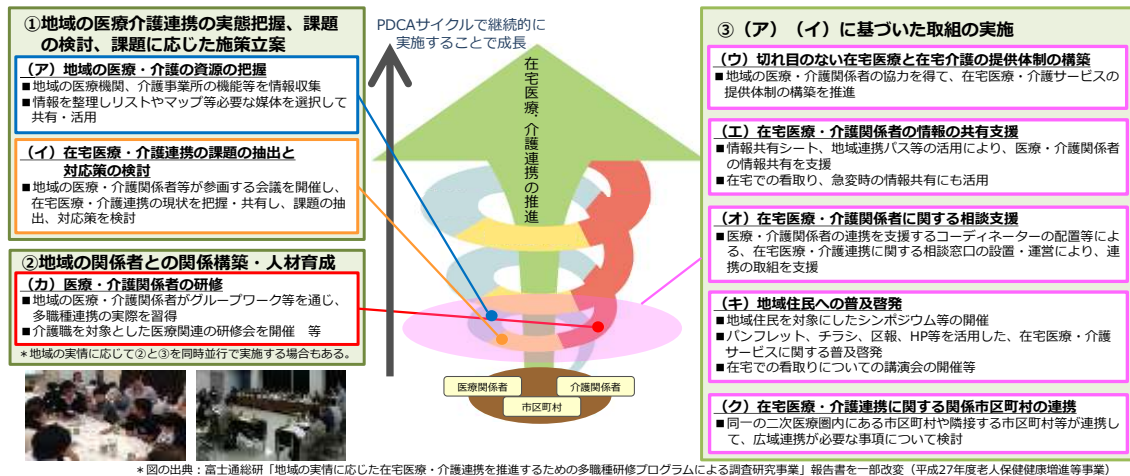 ①地域の医療介護連携の実態把握、課題
の検討、課題に応じた施策立案
（ア）地域の医療・介護の資源の把握
■地域の医療機関、介護事業所の機能等を情報収集
■情報を整理しリストやマップ等必要な媒体を選択して
共有・活用
（イ）在宅医療・介護連携の課題の抽出と
対応策の検討
■地域の医療・介護関係者等が参画する会議を開催し、
在宅医療・介護連携の現状を把握・共有し、課題の抽
出、対応策を検討
②地域の関係者との関係構築・人材育成
（カ）医療・介護関係者の研修
■地域の医療・介護関係者がグループワーク等を通じ、
多職種連携の実際を習得
■介護職を対象とした医療関連の研修会を開催　等
＊地域の実情に応じて②と③を同時並行で実施する場合もある。
PDCAサイクルで継続的に
実施することで成長
在宅医療・介護連携の推進
医療関係者
介護関係者
市区町村
③（ア）（イ）に基づいた取組の実施
（ウ）切れ目のない在宅医療と在宅介護の提供体制の構築
■地域の医療・介護関係者の協力を得て、在宅医療・介護サービスの
提供体制の構築を推進
（エ）在宅医療・介護関係者の情報の共有支援
■情報共有シート、地域連携パス等の活用により、医療・介護関係者
の情報共有を支援
■在宅での看取り、急変時の情報共有にも活用
（オ）在宅医療・介護関係者に関する相談支援
■医療・介護関係者の連携を支援するコーディネーターの配置等によ
る、在宅医療・介護連携に関する相談窓口の設置・運営により、連
携の取組を支援
（キ）地域住民への普及啓発
■地域住民を対象にしたシンポジウム等の開催
■パンフレット、チラシ、区報、HP等を活用した、在宅医療・介護
サービスに関する普及啓発
■在宅での看取りについての講演会の開催等
（ク）在宅医療・介護連携に関する関係市区町村の連携
■同一の二次医療圏内にある市区町村や隣接する市区町村等が連携し
て、広域連携が必要な事項について検討
＊図の出典：富士通総研「地域の実情に応じた在宅医療・介護連携を推進するための多職種研修プログラムによる調査研究事業」報告書を一部改変（平成27年度老人保健健康増進等事業）